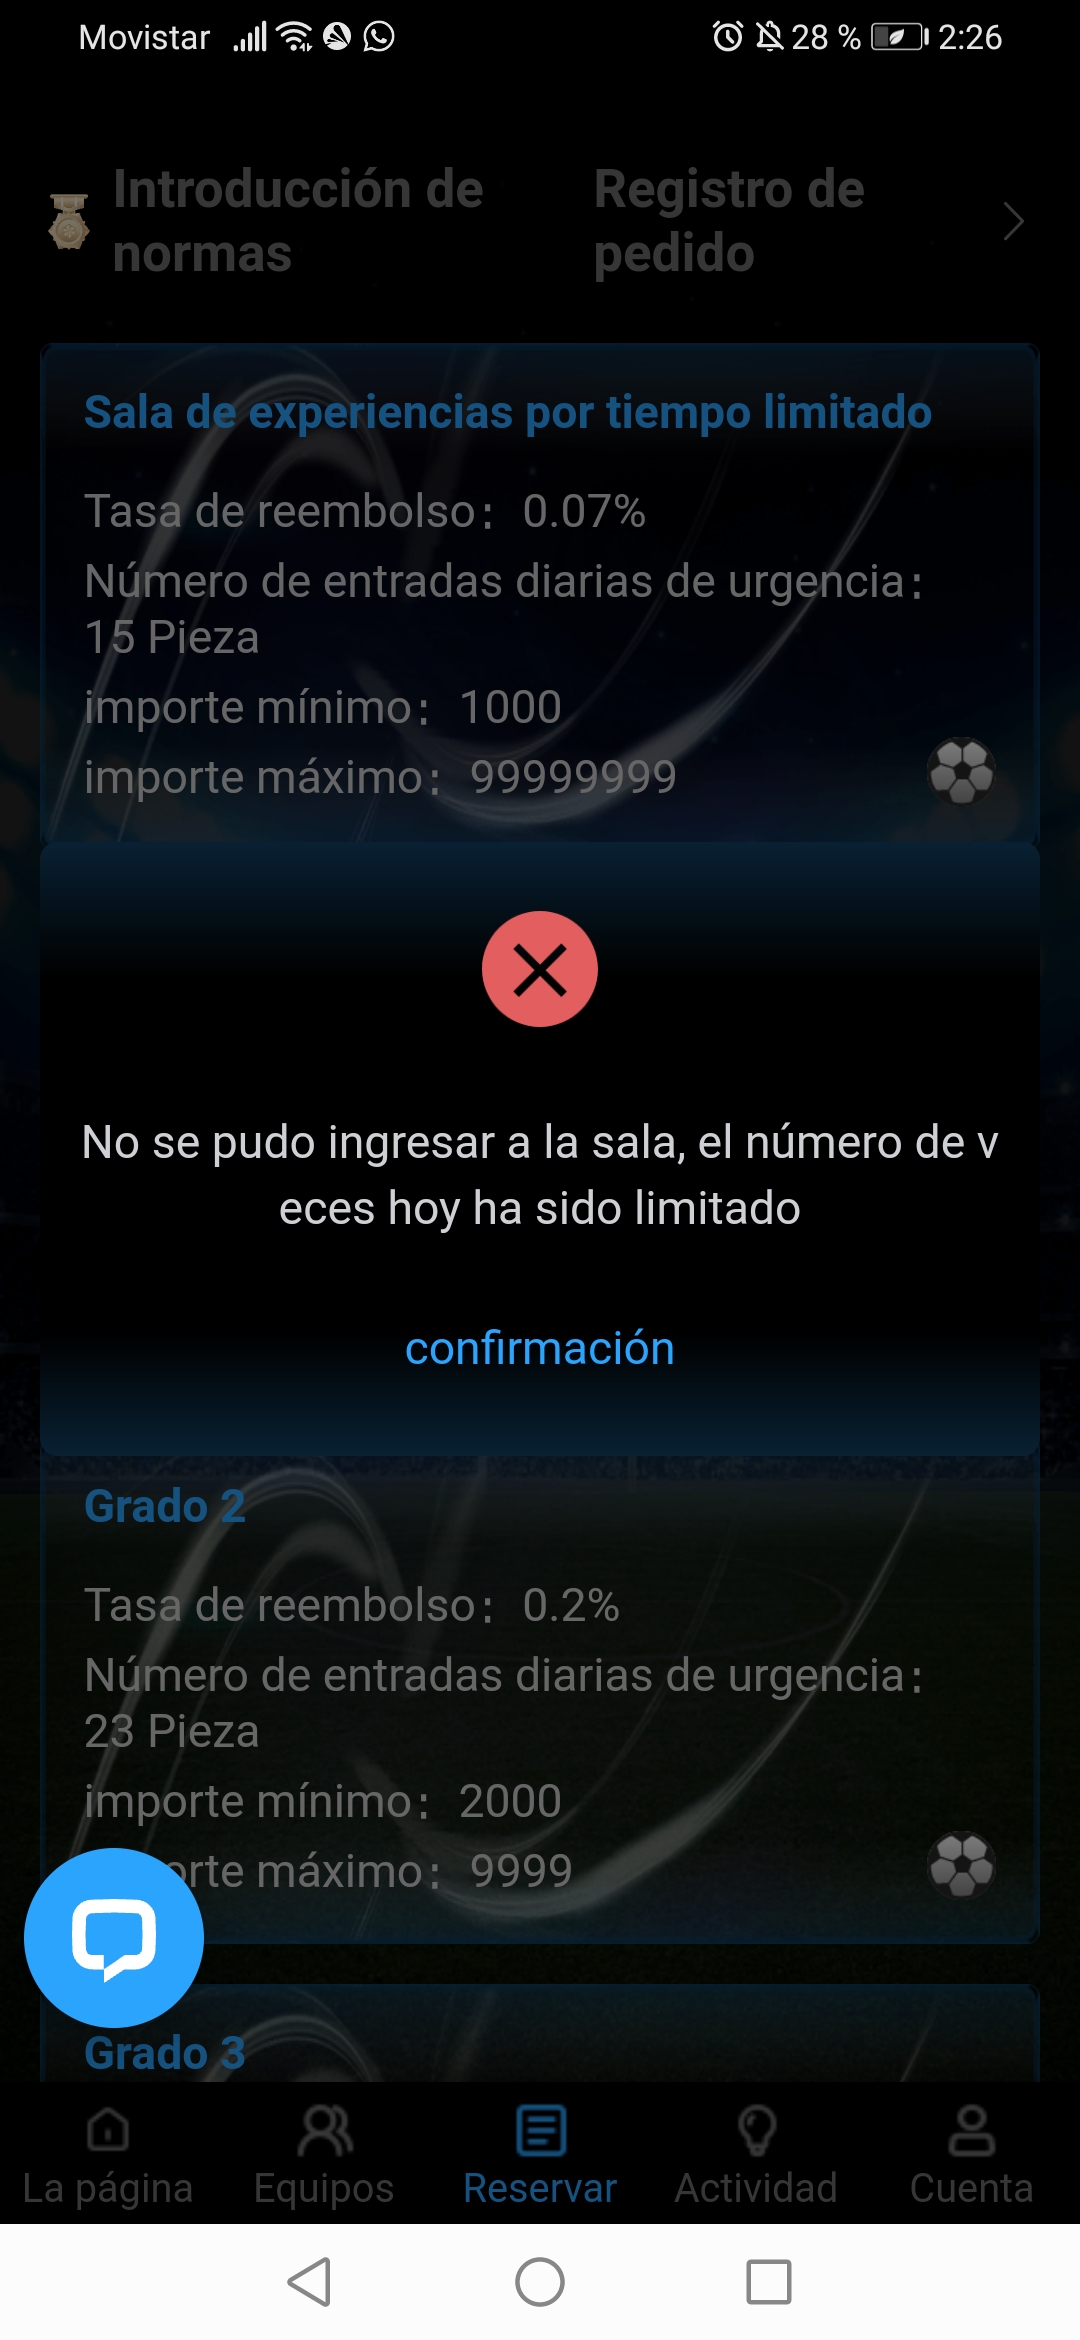 Movistar 28 % 2:26
Introducción de
normas
Registro de
pedido
Sala de experiencias por tiempo limitado
Tasa de reembolso: 0.07%
Número de entradas diarias de urgencia:
15 Pieza
importe mínimo: 1000
importe máximo: 99999999
No se pudo ingresar a la sala, el número de v
eces hoy ha sido limitado
confirmación
Grado 2
Tasa de reembolso: 0.2%
Número de entradas diarias de urgencia:
23 Pieza
importe mínimo: 2000
orte máximo: 9999
Grado 3
La página
Equipos
Reservar
Actividad
Cuenta